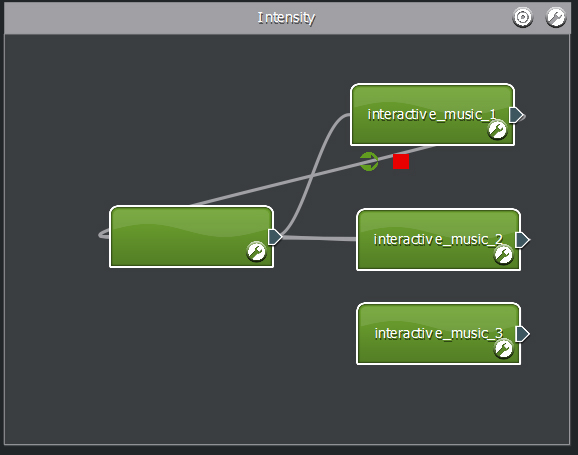 Intensity
interactive_music_1
interactive_music_2
interactive_music_3